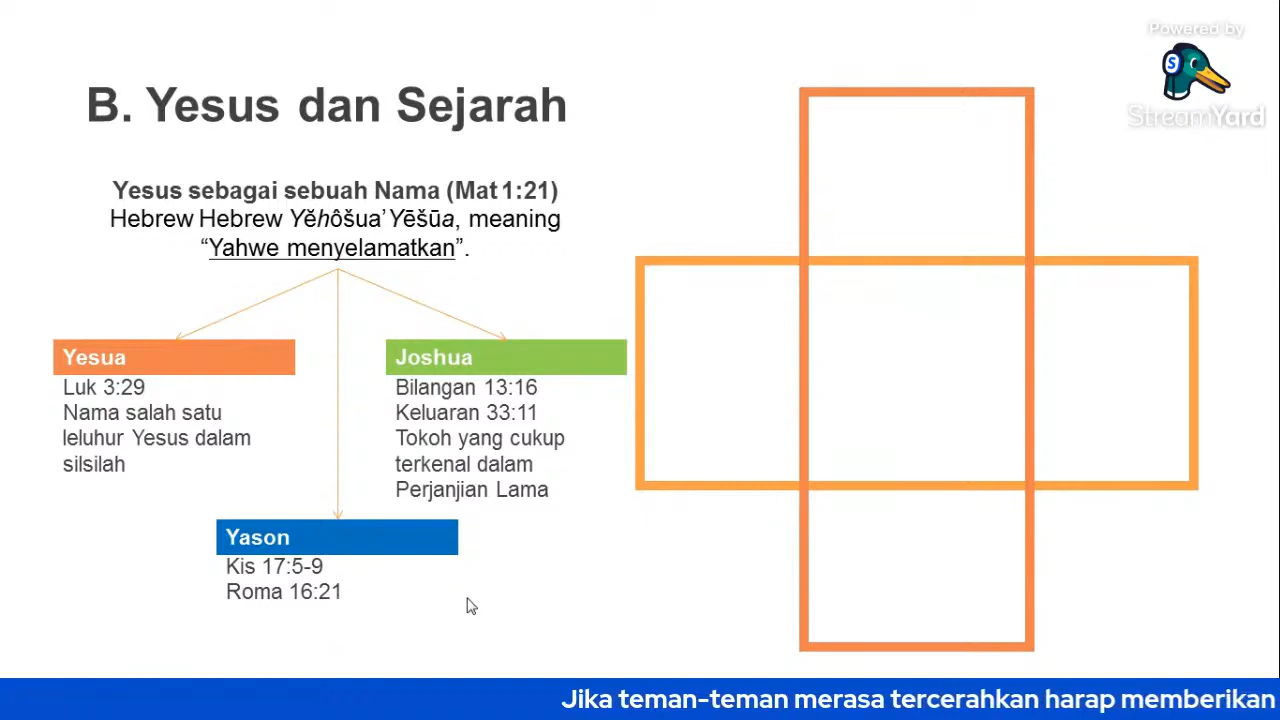 Powered by
StreamYard
B. Yesus dan Sejarah
Yesus sebagai sebuah Nama (Mat 1:21)
Hebrew Hebrew Yĕhôšua’ Yēšūa, meaning
“Yahwe menyelamatkan”.
Yesua
Luk 3:29
Nama salah satu
leluhur Yesus dalam
silsilah
Joshua
Bilangan 13:16
Keluaran 33:11
Tokoh yang cukup
terkenal dalam
Perjanjian Lama
Yason
Kis 17:5-9
Roma 16:21
Jika teman-teman merasa tercerahkan harap memberikan